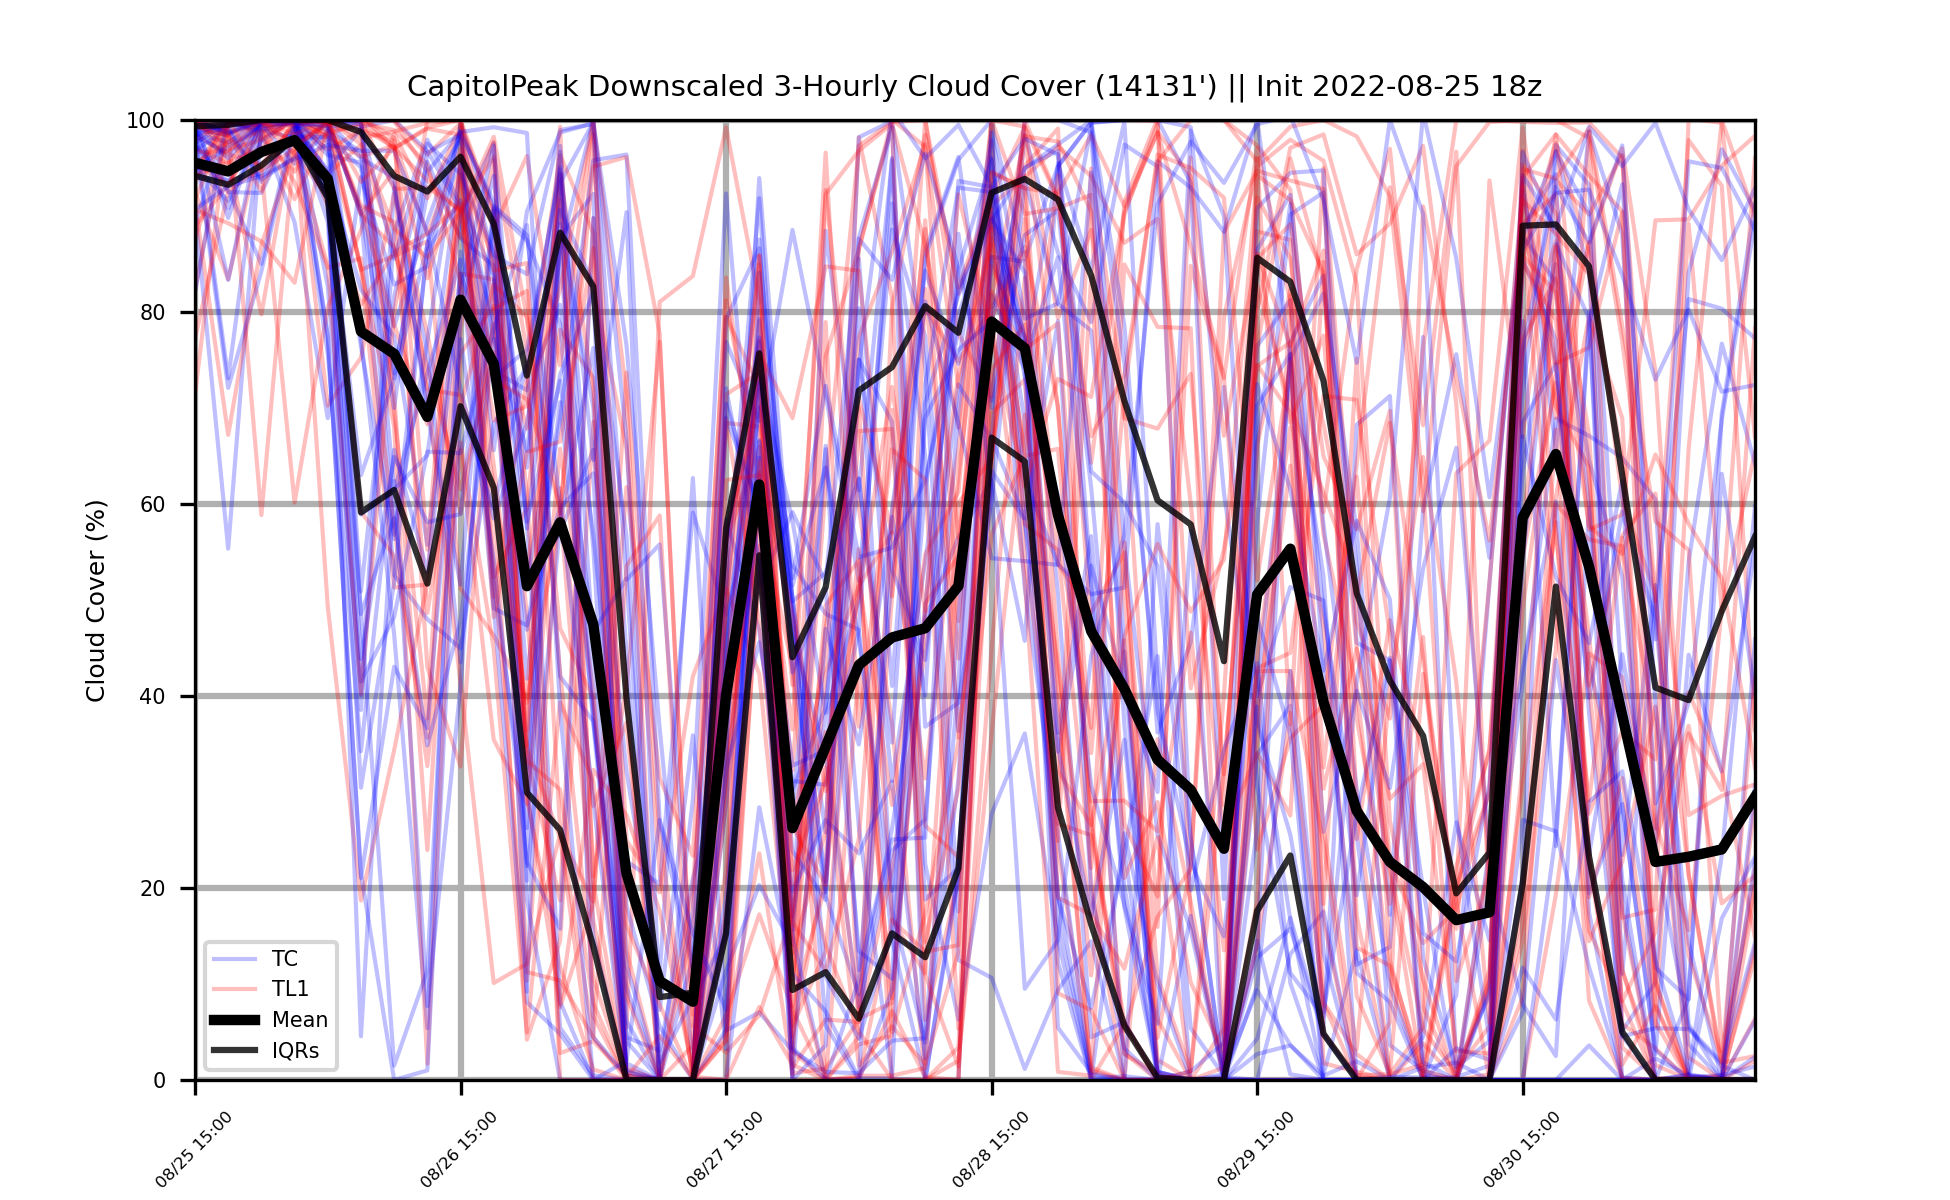 CapitolPeak Downscaled 3-Hourly Cloud Cover (14131') || Init 2022-08-25 18z
Cloud Cover (%)
100
80
60
40
20
0
TC
TL1
Mean
IQRs
08/25 15:00
08/26 15:00
08/27 15:00
08/28 15:00
08/29 15:00
08/30 15:00